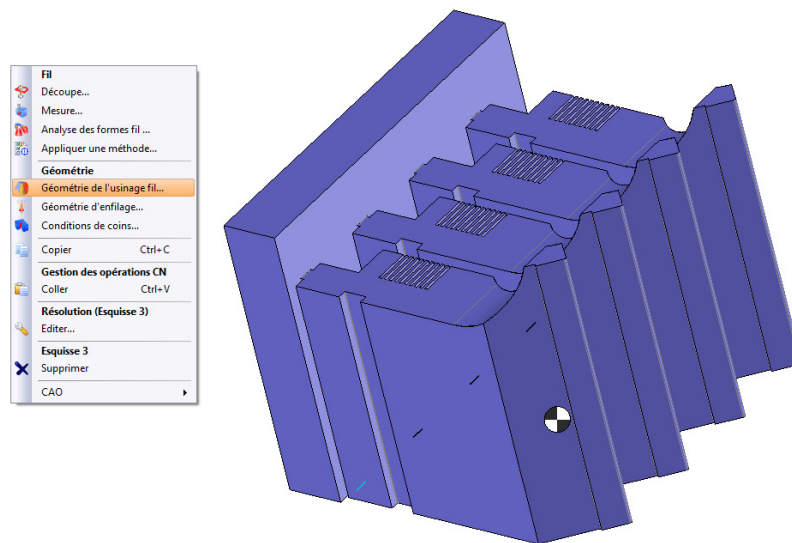 Fil
Découpe...
Mesure...
Analyse des formes fil ...
Appliquer une méthode...
Géométrie
Géométrie de l'usinage fil...
Géométrie d'enfilage...
Conditions de coins...
Copier Ctrl+C
Gestion des opérations CN
Coller Ctrl+V
Résolution (Esquisse 3)
Editer...
Esquisse 3
Supprimer
CAO